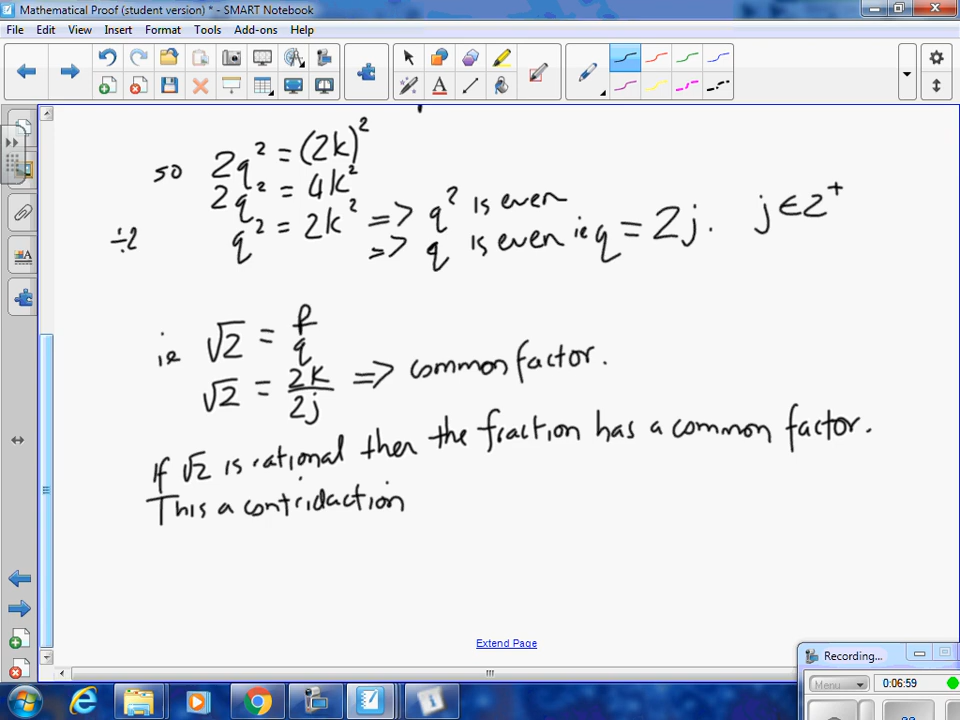 Mathematical Proof (student version) * - SMART Notebook
File Edit View Insert Format Tools Add-ons Help
so 2q² = (2k)²
2q² = 4k²
÷2 q² = 2k² => q² is even
=> q is even ie q = 2j. j ∈ Z⁺
ie √2 = p/q
√2 = 2k/2j => common factor.
If √2 is rational then the fraction has a common factor.
This a contridaction
Extend Page
Recording...
Menu 0:06:59